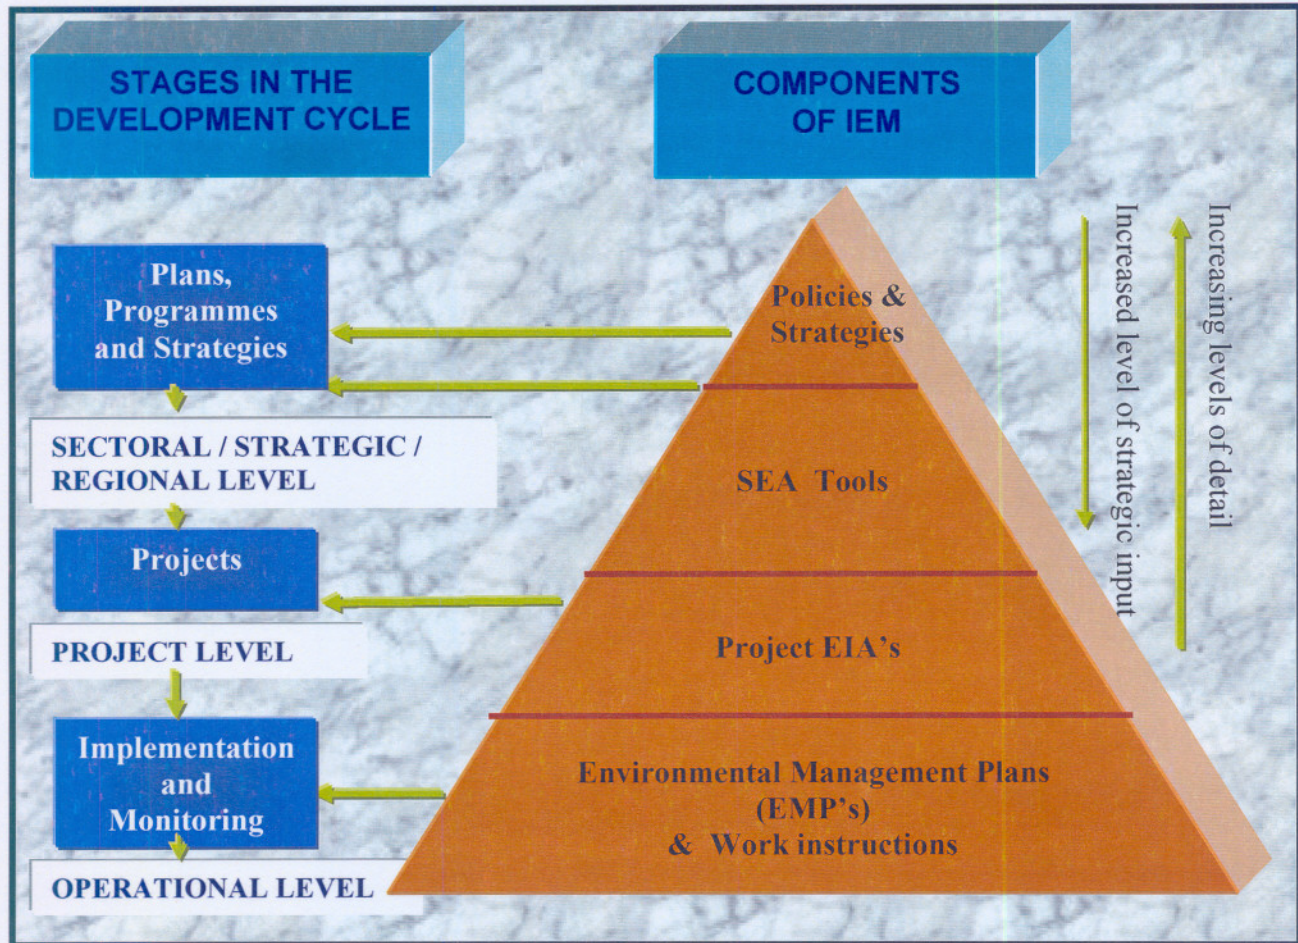 STAGES IN THE
DEVELOPMENT CYCLE
COMPONENTS
OF IEM
Plans,
Programmes
and Strategies
SECTORAL / STRATEGIC /
REGIONAL LEVEL
Projects
PROJECT LEVEL
Implementation
and
Monitoring
OPERATIONAL LEVEL
Policies &
Strategies
SEA Tools
Project EIA's
Environmental Management Plans
(EMP's)
& Work instructions
Increased level of strategic input
Increasing levels of detail